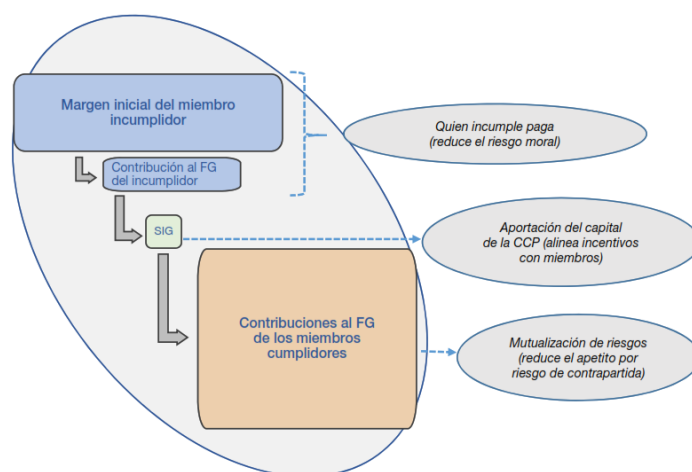 Margen inicial del miembro
incumplidor
Quien incumple paga
(reduce el riesgo moral)
Contribución al FG
del incumplidor
SIG
Aportación del capital
de la CCP (alinea incentivos
con miembros)
Contribuciones al FG
de los miembros
cumplidores
Mutualización de riesgos
(reduce el apetito por
riesgo de contrapartida)